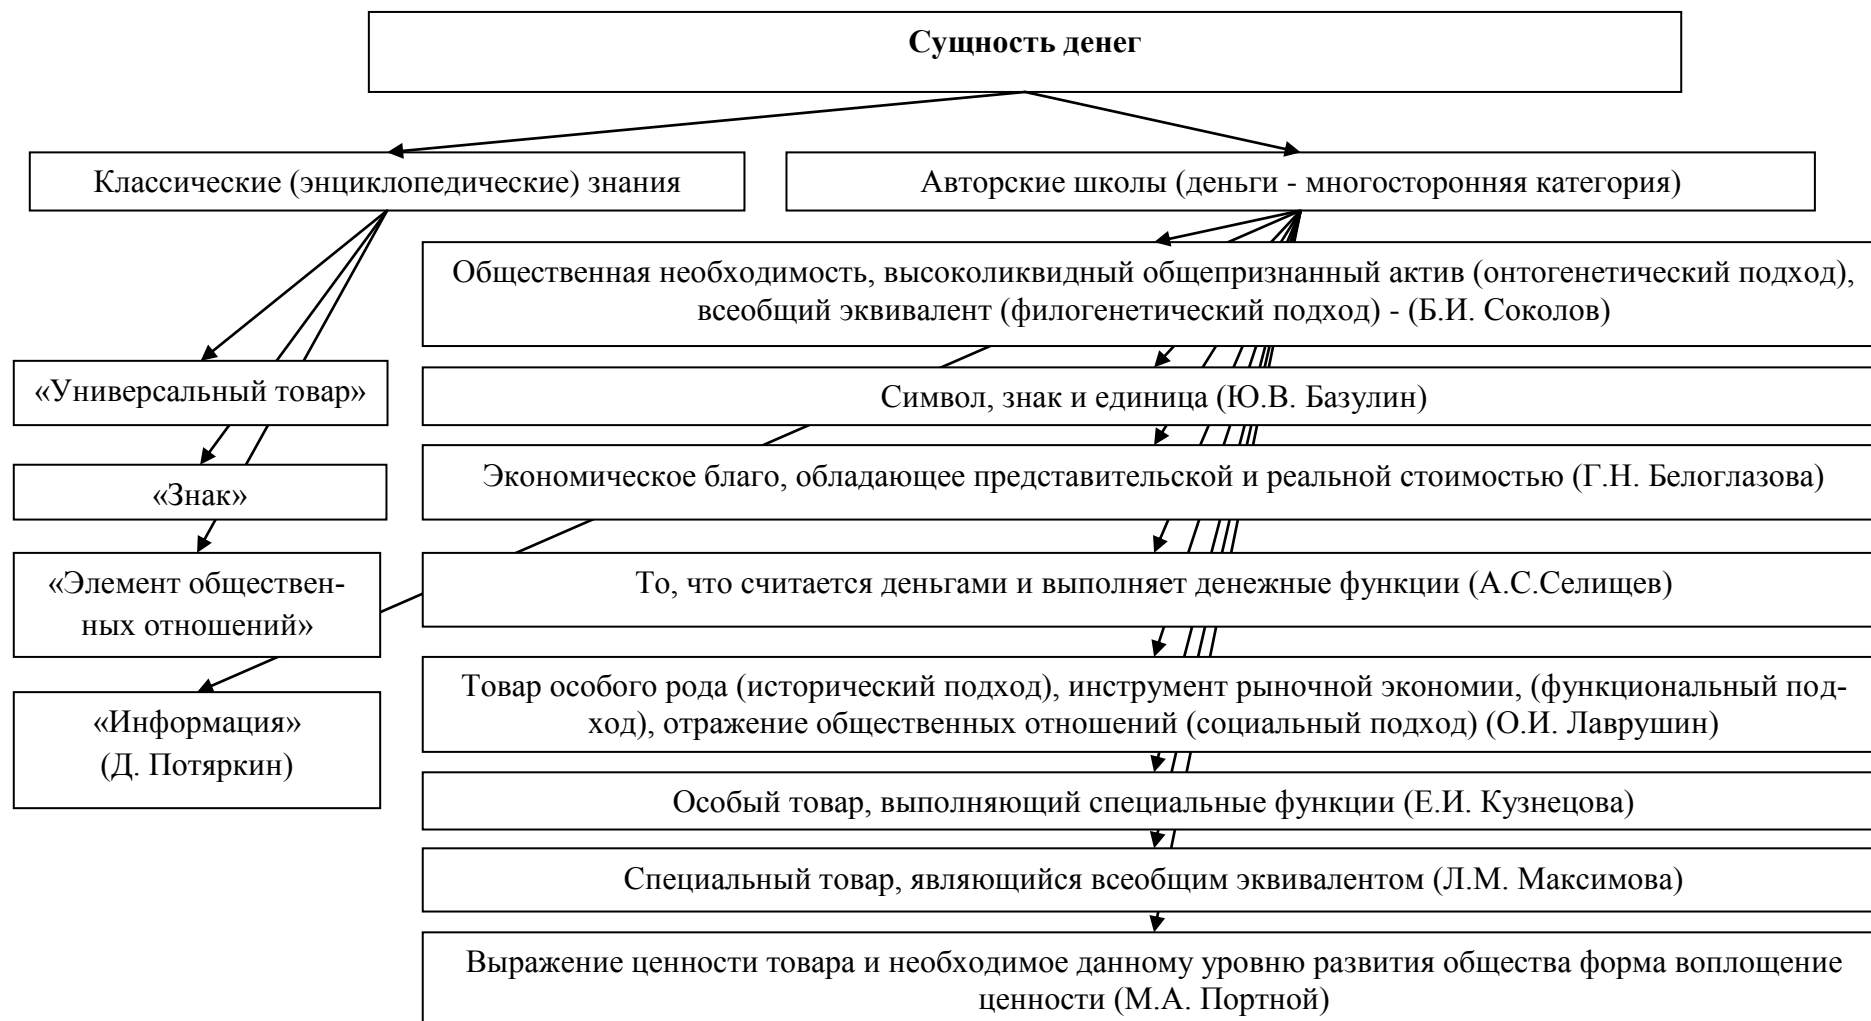 Сущность денег
Классические (энциклопедические) знания
Авторские школы (деньги - многосторонняя категория)
«Универсальный товар»
«Знак»
«Элемент обществен-
ных отношений»
«Информация»
(Д. Потяркин)
Общественная необходимость, высоколиквидный общепризнанный актив (онтогенетический подход),
всеобщий эквивалент (филогенетический подход) - (Б.И. Соколов)
Символ, знак и единица (Ю.В. Базулин)
Экономическое благо, обладающее представительской и реальной стоимостью (Г.Н. Белоглазова)
То, что считается деньгами и выполняет денежные функции (А.С.Селищев)
Товар особого рода (исторический подход), инструмент рыночной экономии, (функциональный под-
ход), отражение общественных отношений (социальный подход) (О.И. Лаврушин)
Особый товар, выполняющий специальные функции (Е.И. Кузнецова)
Специальный товар, являющийся всеобщим эквивалентом (Л.М. Максимова)
Выражение ценности товара и необходимое данному уровню развития общества форма воплощение
ценности (М.А. Портной)